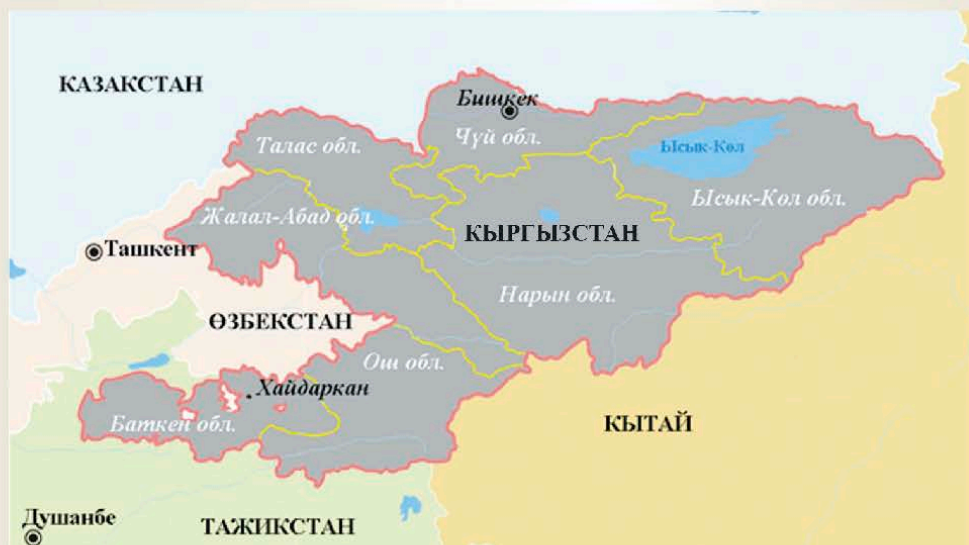 КАЗАКСТАН
Бишкек
Чүй обл.
Талас обл.
Ысык-Көл
Ысык-Көл обл.
Жалал-Абад обл.
КЫРГЫЗСТАН
Ташкент
Нарын обл.
ӨЗБЕКСТАН
Ош обл.
Хайдаркан
Баткен обл.
КЫТАЙ
Душанбе
ТАЖИКСТАН